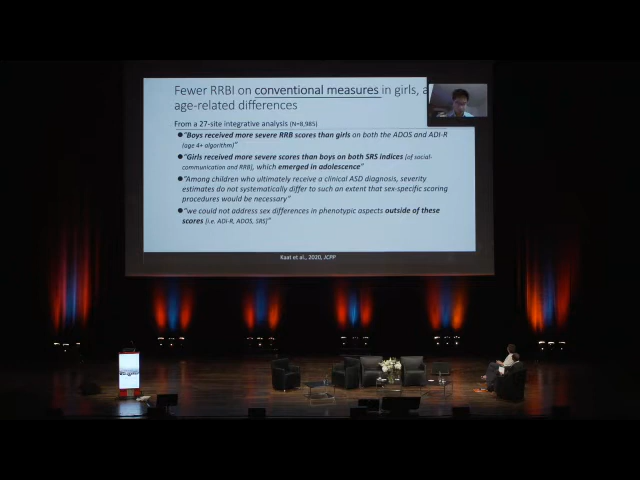 Fewer RRBI on conventional measures in girls, a
age-related differences
From a 27-site integrative analysis (N=8,985)
●"Boys received more severe RRB scores than girls on both the ADOS and ADI-R
(age 4+ algorithm)"
●"Girls received more severe scores than boys on both SRS indices [of social-
communication and RRB], which emerged in adolescence"
●"Among children who ultimately receive a clinical ASD diagnosis, severity
estimates do not systematically differ to such an extent that sex-specific scoring
procedures would be necessary"
●"we could not address sex differences in phenotypic aspects outside of these
scores [i.e. ADI-R, ADOS, SRS]"
Kaat et al., 2020, JCPP